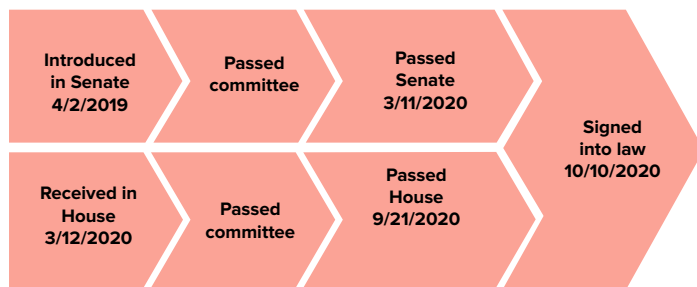 Introduced
in Senate
4/2/2019
Passed
committee
Passed
Senate
3/11/2020
Received in
House
3/12/2020
Passed
committee
Passed
House
9/21/2020
Signed
into law
10/10/2020